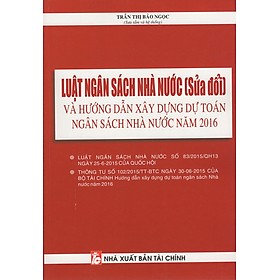 TRẦN THỊ BẢO NGỌC
(Sưu tầm và hệ thống)
LUẬT NGÂN SÁCH NHÀ NƯỚC (Sửa đổi)
VÀ HƯỚNG DẪN XÂY DỰNG DỰ TOÁN
NGÂN SÁCH NHÀ NƯỚC NĂM 2016
LUẬT NGÂN SÁCH NHÀ NƯỚC SỐ 83/2015/QH13
NGÀY 25-6-2015 CỦA QUỐC HỘI
THÔNG TƯ SỐ 102/2015/TT-BTC NGÀY 30-06-2015 CỦA
BỘ TÀI CHÍNH Hướng dẫn xây dựng dự toán ngân sách Nhà
nước năm 2016
NHÀ XUẤT BẢN TÀI CHÍNH